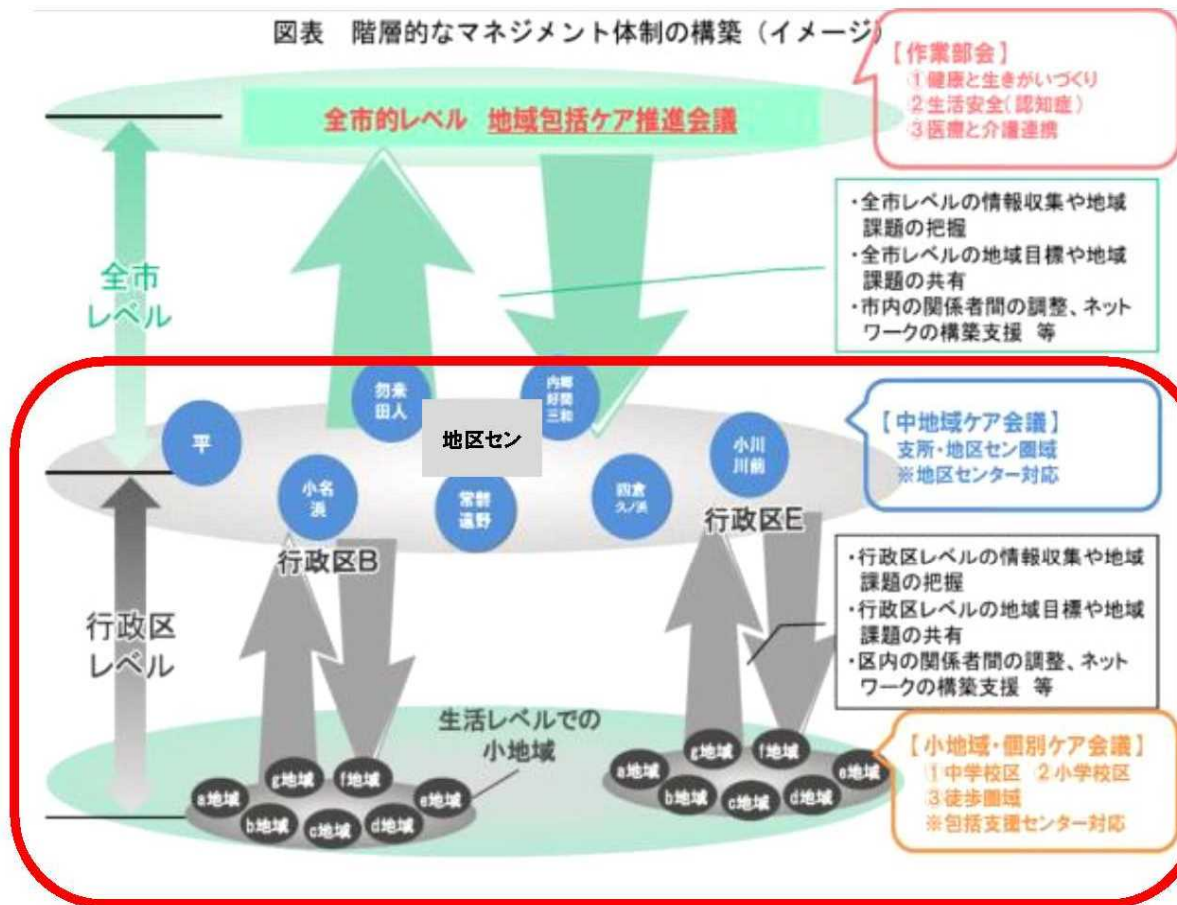 図表 階層的なマネジメント体制の構築（イメージ）
【作業部会】
①健康と生きがいづくり
②生活安全（認知症）
③医療と介護連携
全市的レベル 地域包括ケア推進会議
・全市レベルの情報収集や地域
課題の把握
・全市レベルの地域目標や地域
課題の共有
・市内の関係者間の調整、ネット
ワークの構築支援 等
全市
レベル
平
勿来
田人
内郷
好間
三和
地区セン
小川
川前
小名
浜
常磐
遠野
四倉
久ノ浜
【中地域ケア会議】
支所・地区セン圏域
※地区センター対応
行政区B
行政区E
行政区
レベル
・行政区レベルの情報収集や地域
課題の把握
・行政区レベルの地域目標や地域
課題の共有
・区内の関係者間の調整、ネット
ワークの構築支援 等
生活レベルでの
小地域
a地域
b地域
c地域
d地域
e地域
f地域
g地域
a地域
b地域
c地域
d地域
e地域
f地域
g地域
【小地域・個別ケア会議】
①中学校区 ②小学校区
③徒歩圏域
※包括支援センター対応